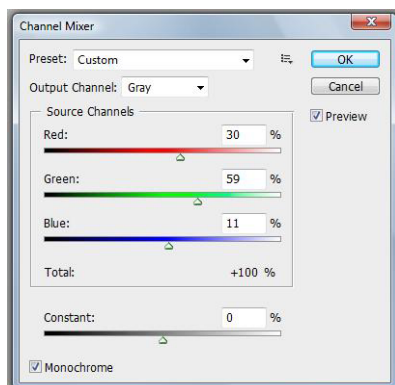 Channel Mixer
Preset: Custom
OK
Output Channel: Gray
Cancel
Source Channels
Preview
Red: 30 %
Green: 59 %
Blue: 11 %
Total: +100 %
Constant: 0 %
Monochrome